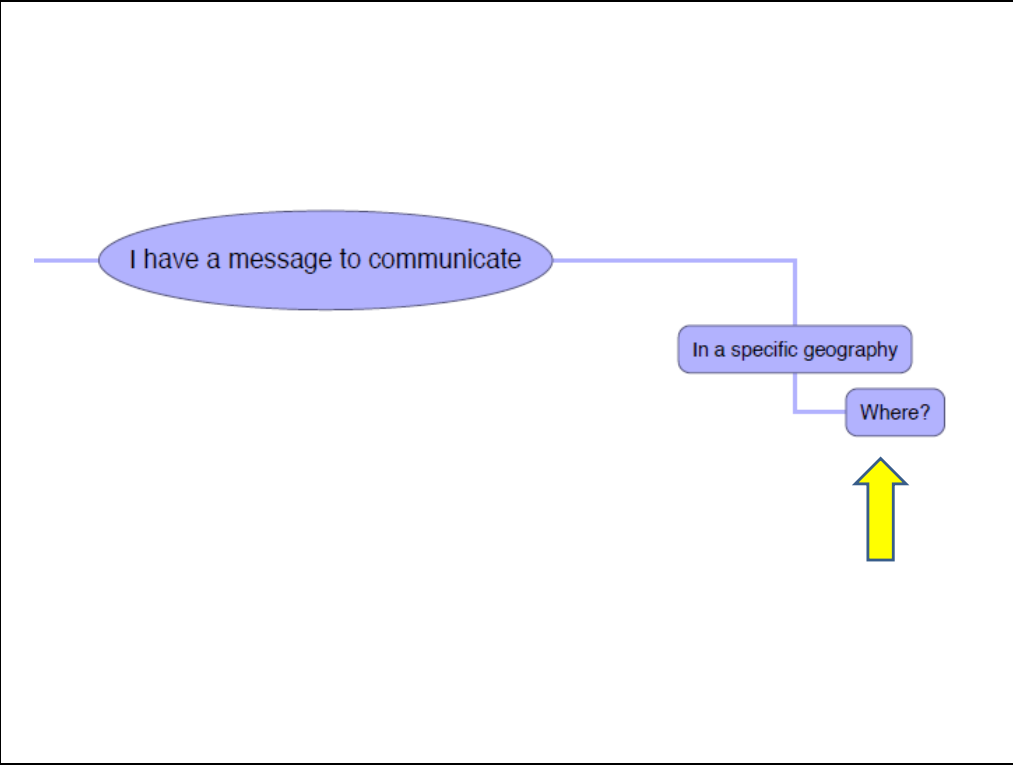 I have a message to communicate
In a specific geography
Where?